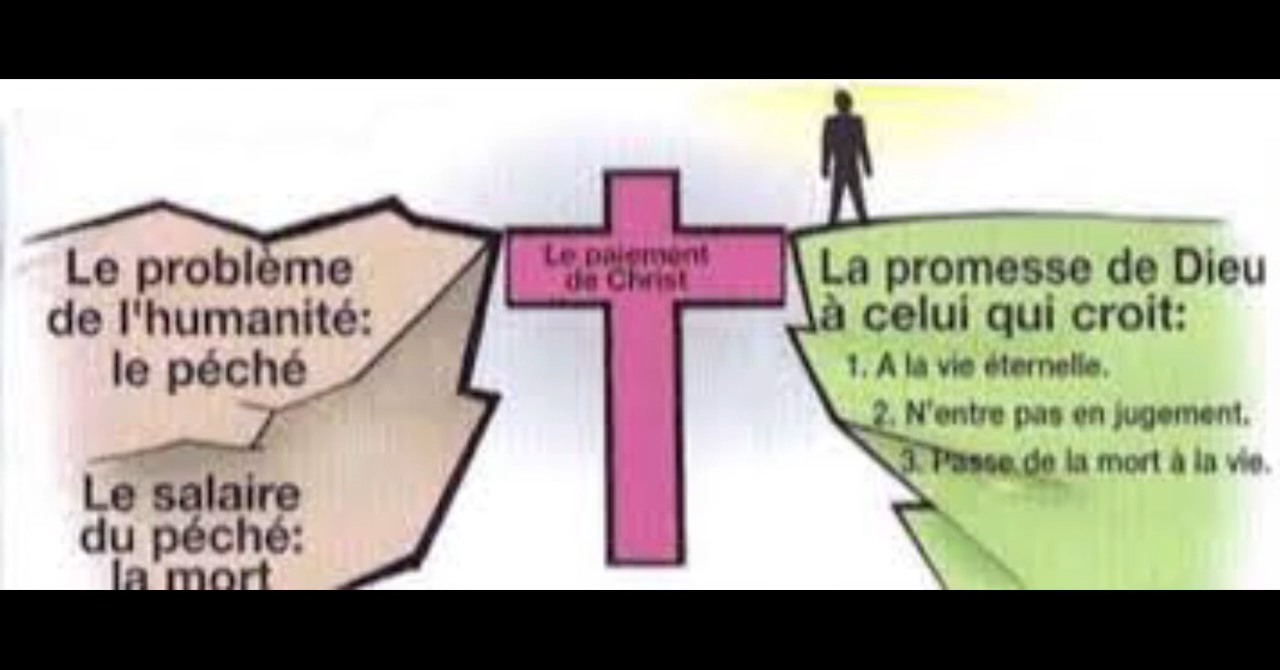 Le problème
de l'humanité:
le péché
Le salaire
du péché:
la mort
Le paiement
de Christ
La promesse de Dieu
à celui qui croit:
1. A la vie éternelle.
2. N'entre pas en jugement.
3. Passe de la mort à la vie.